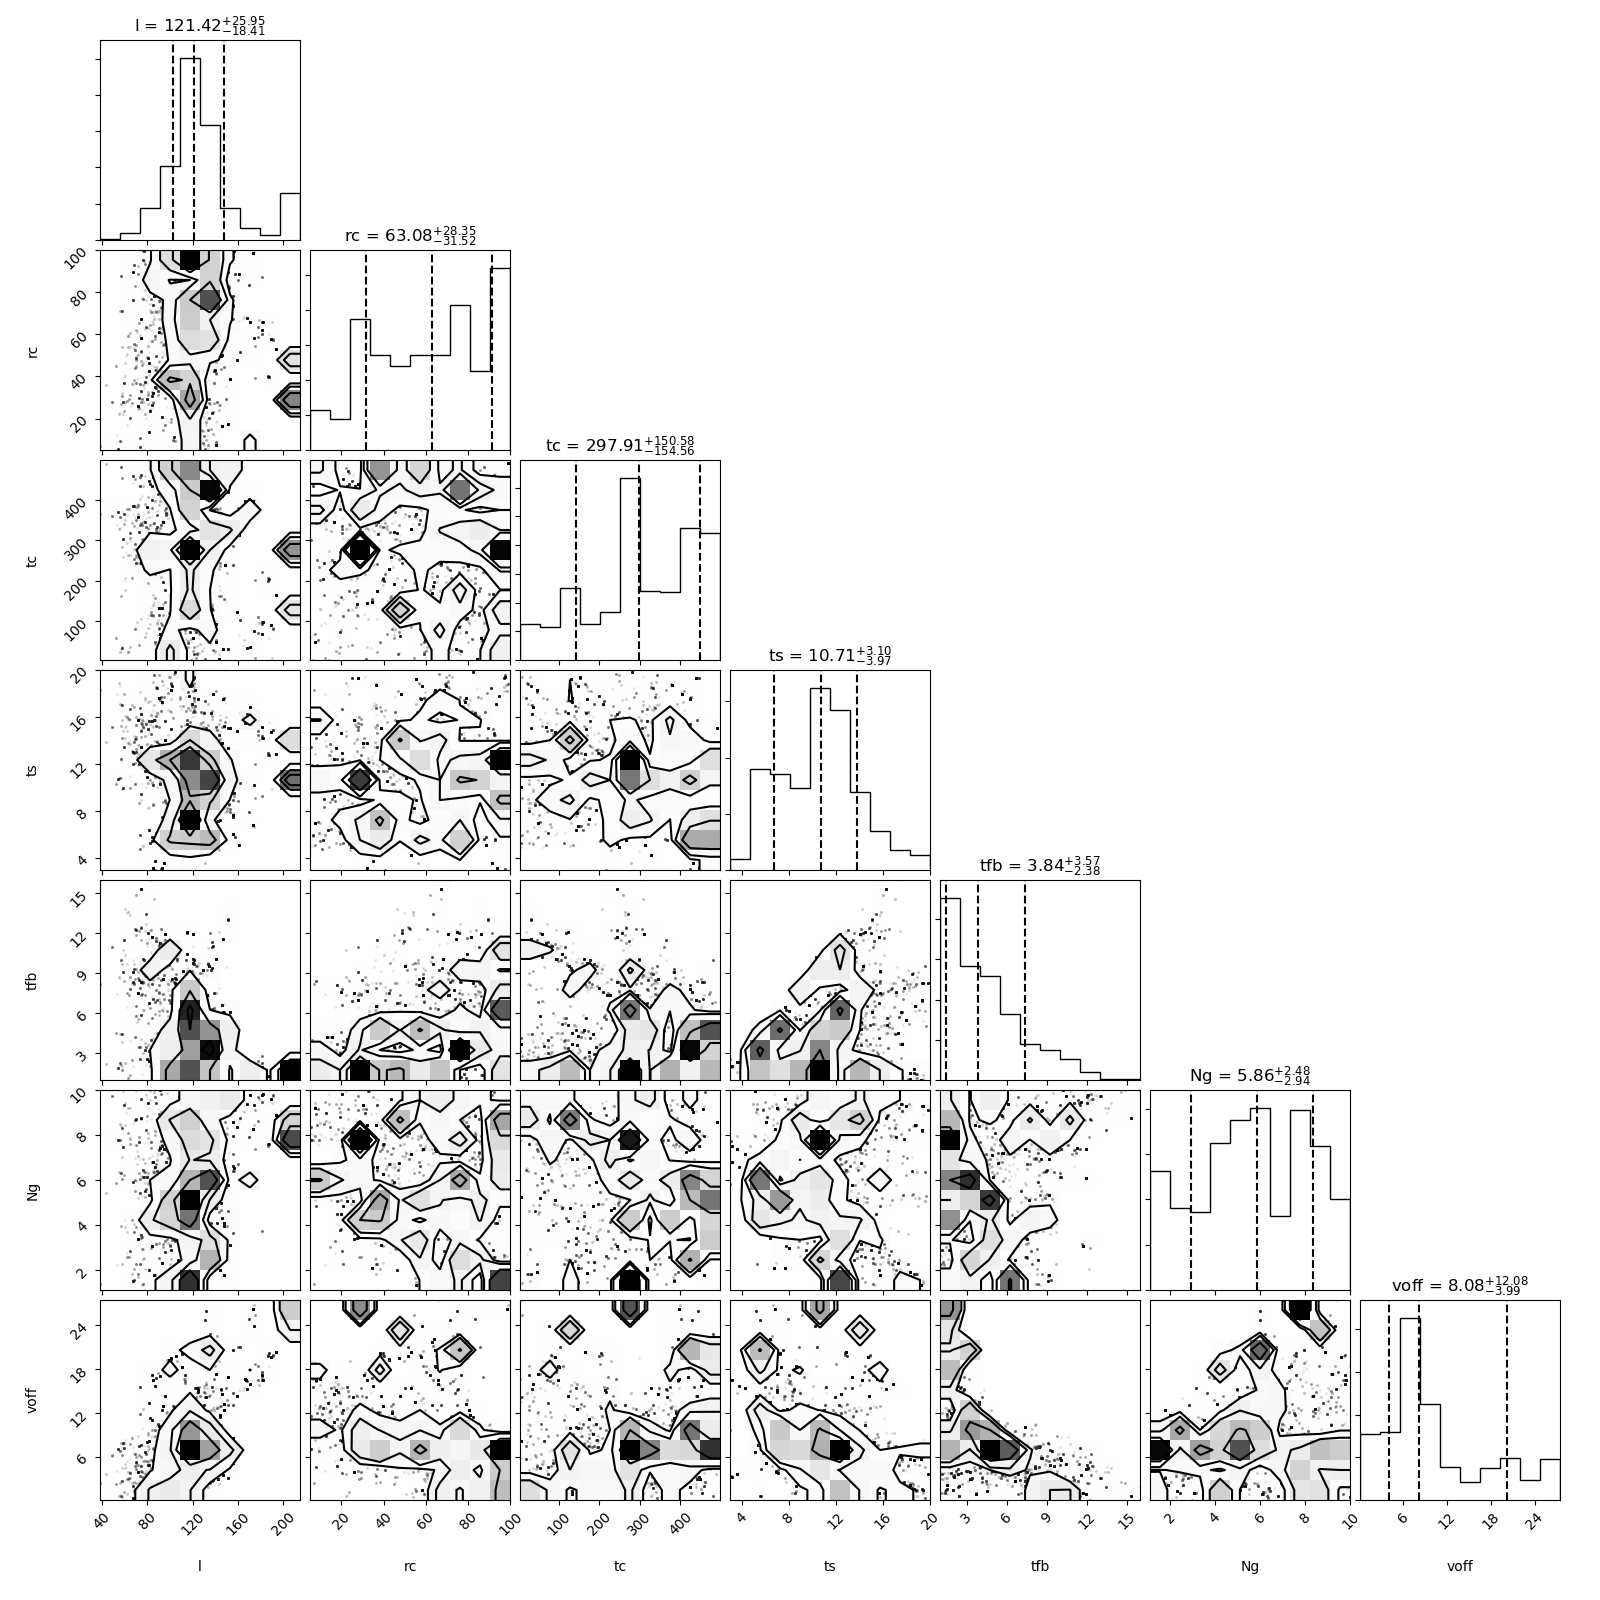 l = 121.42+25.95−18.41
rc = 63.08+28.35−31.52
100
80
60
40
20
rc
tc = 297.91+150.58−154.56
400
300
200
100
tc
ts = 10.71+3.10−3.97
20
16
12
8
4
ts
tfb = 3.84+3.57−2.38
15
12
9
6
3
tfb
Ng = 5.86+2.48−2.94
10
8
6
4
2
Ng
voff = 8.08+12.08−3.99
24
18
12
6
voff
40 80 120 160 200 20 40 60 80 100 100 200 300 400 4 8 12 16 20 3 6 9 12 15 2 4 6 8 10 6 12 18 24
l rc tc ts tfb Ng voff